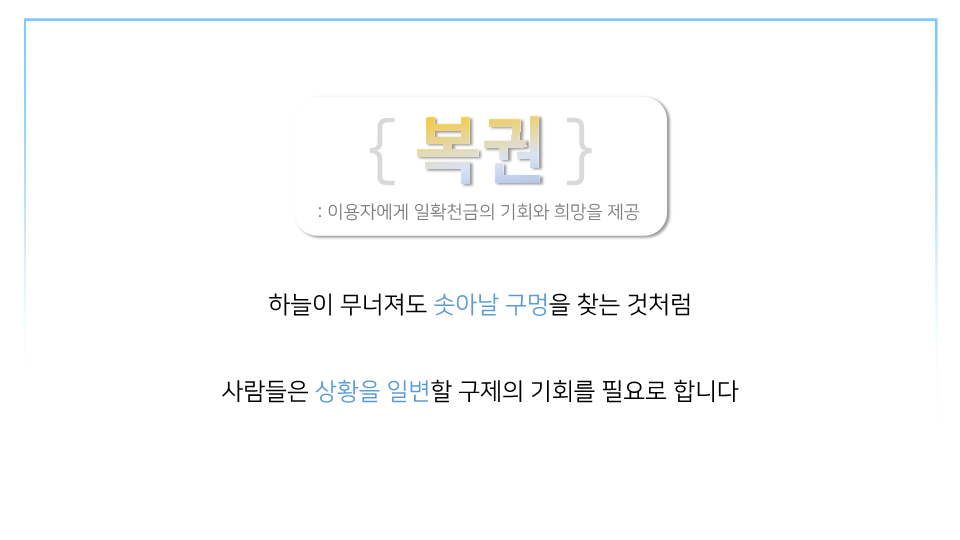 { 복권 }
: 이용자에게 일확천금의 기회와 희망을 제공
하늘이 무너져도 솟아날 구멍을 찾는 것처럼
사람들은 상황을 일변할 구제의 기회를 필요로 합니다